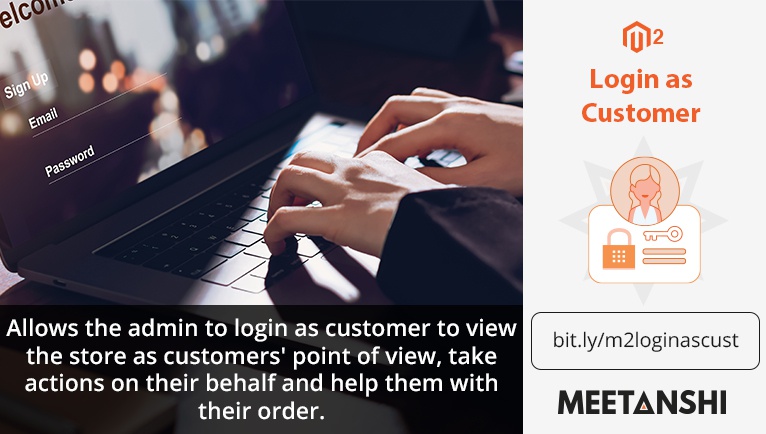 elcom
Sign Up
Email
Password
Allows the admin to login as customer to view
the store as customers' point of view, take
actions on their behalf and help them with
their order.
2
Login as
Customer
bit.ly/m2loginascust
MEETANSHI